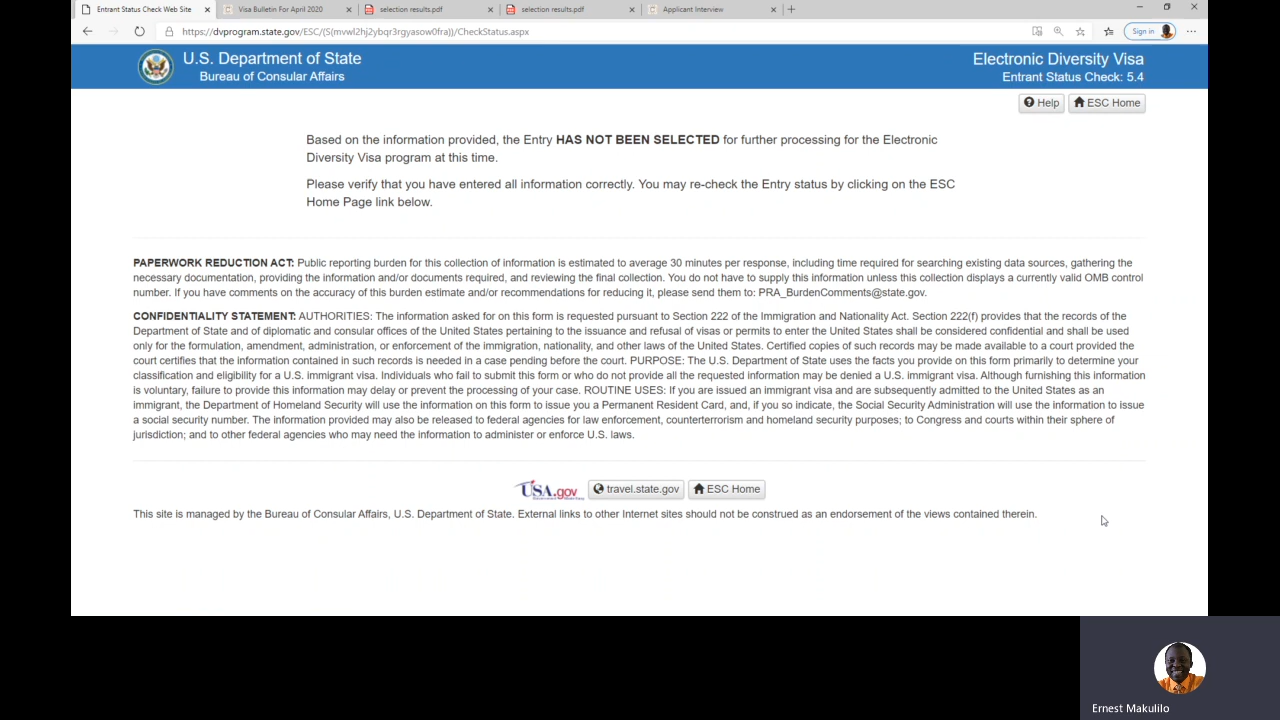 Entrant Status Check Web Site
Visa Bulletin For April 2020
selection results.pdf
selection results.pdf
Applicant Interview
https://dvprogram.state.gov/ESC/(S(mvwl2hj2ybqr3rgyasow0fra))/CheckStatus.aspx
Sign in
U.S. Department of State
Bureau of Consular Affairs
Electronic Diversity Visa
Entrant Status Check: 5.4
Help
ESC Home
Based on the information provided, the Entry HAS NOT BEEN SELECTED for further processing for the Electronic
Diversity Visa program at this time.
Please verify that you have entered all information correctly. You may re-check the Entry status by clicking on the ESC
Home Page link below.
PAPERWORK REDUCTION ACT: Public reporting burden for this collection of information is estimated to average 30 minutes per response, including time required for searching existing data sources, gathering the
necessary documentation, providing the information and/or documents required, and reviewing the final collection. You do not have to supply this information unless this collection displays a currently valid OMB control
number. If you have comments on the accuracy of this burden estimate and/or recommendations for reducing it, please send them to: PRA_BurdenComments@state.gov.
CONFIDENTIALITY STATEMENT: AUTHORITIES: The information asked for on this form is requested pursuant to Section 222 of the Immigration and Nationality Act. Section 222(f) provides that the records of the
Department of State and of diplomatic and consular offices of the United States pertaining to the issuance and refusal of visas or permits to enter the United States shall be considered confidential and shall be used
only for the formulation, amendment, administration, or enforcement of the immigration, nationality, and other laws of the United States. Certified copies of such records may be made available to a court provided the
court certifies that the information contained in such records is needed in a case pending before the court. PURPOSE: The U.S. Department of State uses the facts you provide on this form primarily to determine your
classification and eligibility for a U.S. immigrant visa. Individuals who fail to submit this form or who do not provide all the requested information may be denied a U.S. immigrant visa. Although furnishing this information
is voluntary, failure to provide this information may delay or prevent the processing of your case. ROUTINE USES: If you are issued an immigrant visa and are subsequently admitted to the United States as an
immigrant, the Department of Homeland Security will use the information on this form to issue you a Permanent Resident Card, and, if you so indicate, the Social Security Administration will use the information to issue
a social security number. The information provided may also be released to federal agencies for law enforcement, counterterrorism and homeland security purposes; to Congress and courts within their sphere of
jurisdiction; and to other federal agencies who may need the information to administer or enforce U.S. laws.
USA.gov
travel.state.gov
ESC Home
This site is managed by the Bureau of Consular Affairs, U.S. Department of State. External links to other Internet sites should not be construed as an endorsement of the views contained therein.
Ernest Makulilo